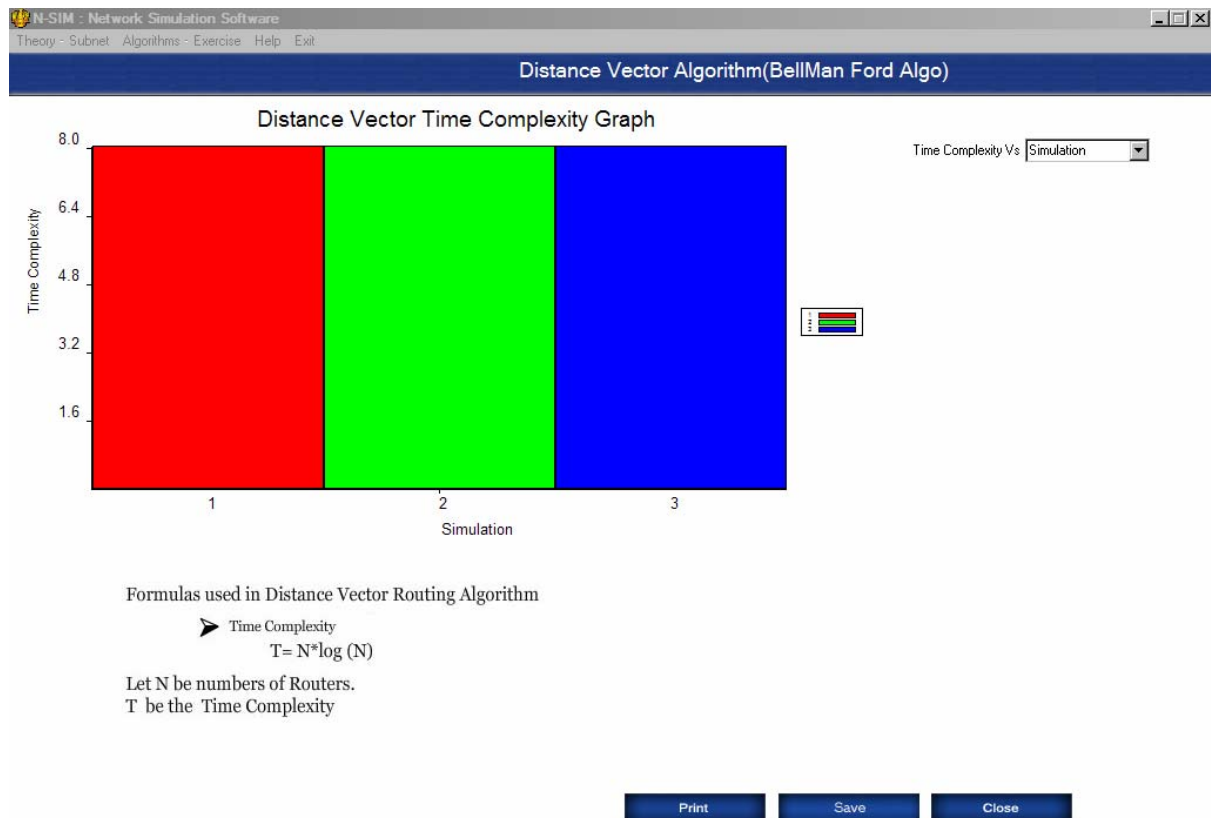 N-SIM : Network Simulation Software
Theory - Subnet Algorithms - Exercise Help Exit
Distance Vector Algorithm(BellMan Ford Algo)
Distance Vector Time Complexity Graph
Time Complexity Vs Simulation
8.0
6.4
4.8
3.2
1.6
Time Complexity
1
2
3
1 2 3
Simulation
Formulas used in Distance Vector Routing Algorithm
➢ Time Complexity
T= N*log (N)
Let N be numbers of Routers.
T be the Time Complexity
Print Save Close